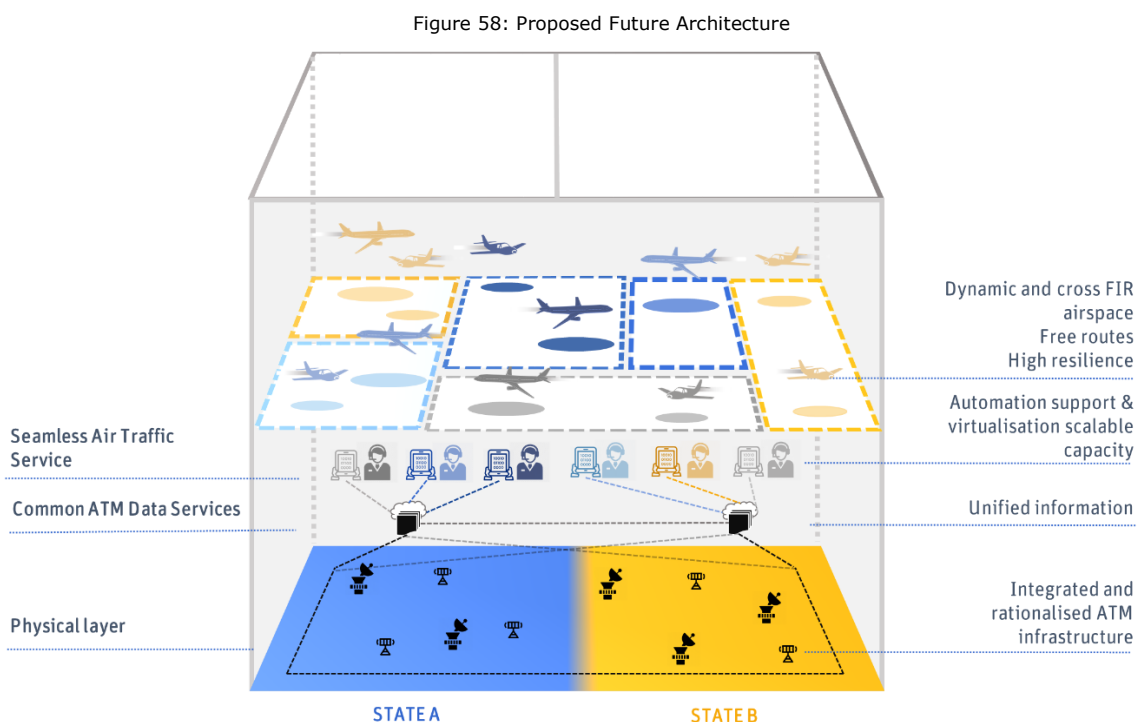 Figure 58: Proposed Future Architecture
Dynamic and cross FIR
airspace
Free routes
High resilience
Automation support &
virtualisation scalable
capacity
Seamless Air Traffic
Service
Common ATM Data Services
Unified information
Physical layer
Integrated and
rationalised ATM
infrastructure
STATE A
STATE B